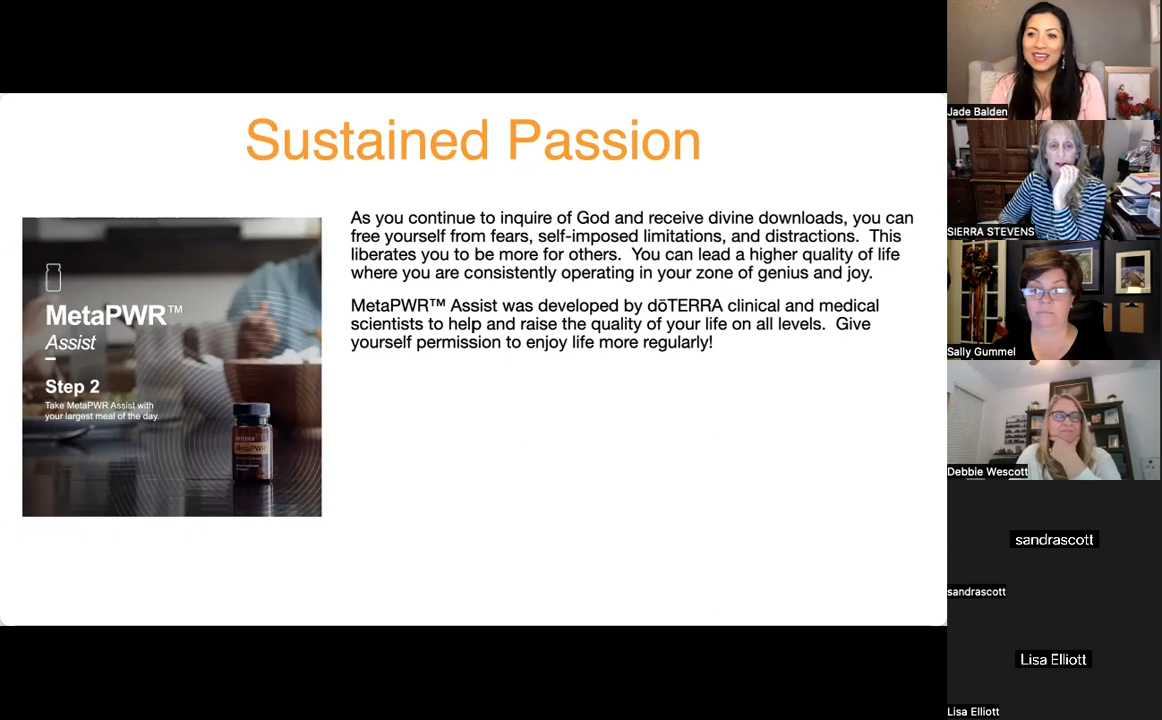 Sustained Passion
As you continue to inquire of God and receive divine downloads, you can
free yourself from fears, self-imposed limitations, and distractions.  This
liberates you to be more for others.  You can lead a higher quality of life
where you are consistently operating in your zone of genius and joy.
MetaPWR™ Assist was developed by dōTERRA clinical and medical
scientists to help and raise the quality of your life on all levels.  Give
yourself permission to enjoy life more regularly!
MetaPWR™
Assist
Step 2
Take MetaPWR Assist with
your largest meal of the day.
MetaPWR
Jade Balden
SIERRA STEVENS
Sally Gummel
Debbie Wescott
sandrascott
sandrascott
Lisa Elliott
Lisa Elliott